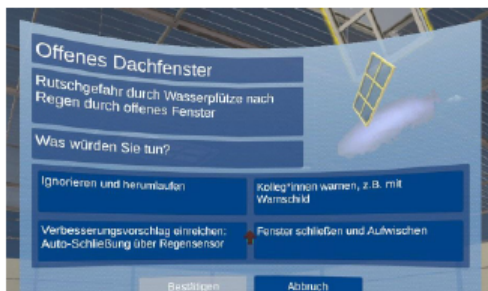 Offenes Dachfenster
Rutschgefahr durch Wasserpfütze nach
Regen durch offenes Fenster
Was würden Sie tun?
Ignorieren und herumlaufen
Kolleg*innen warnen, z.B. mit
Warnschild
Verbesserungsvorschlag einreichen:
Auto-Schließung über Regensensor
Fenster schließen und Aufwischen
Bestätigen
Abbruch